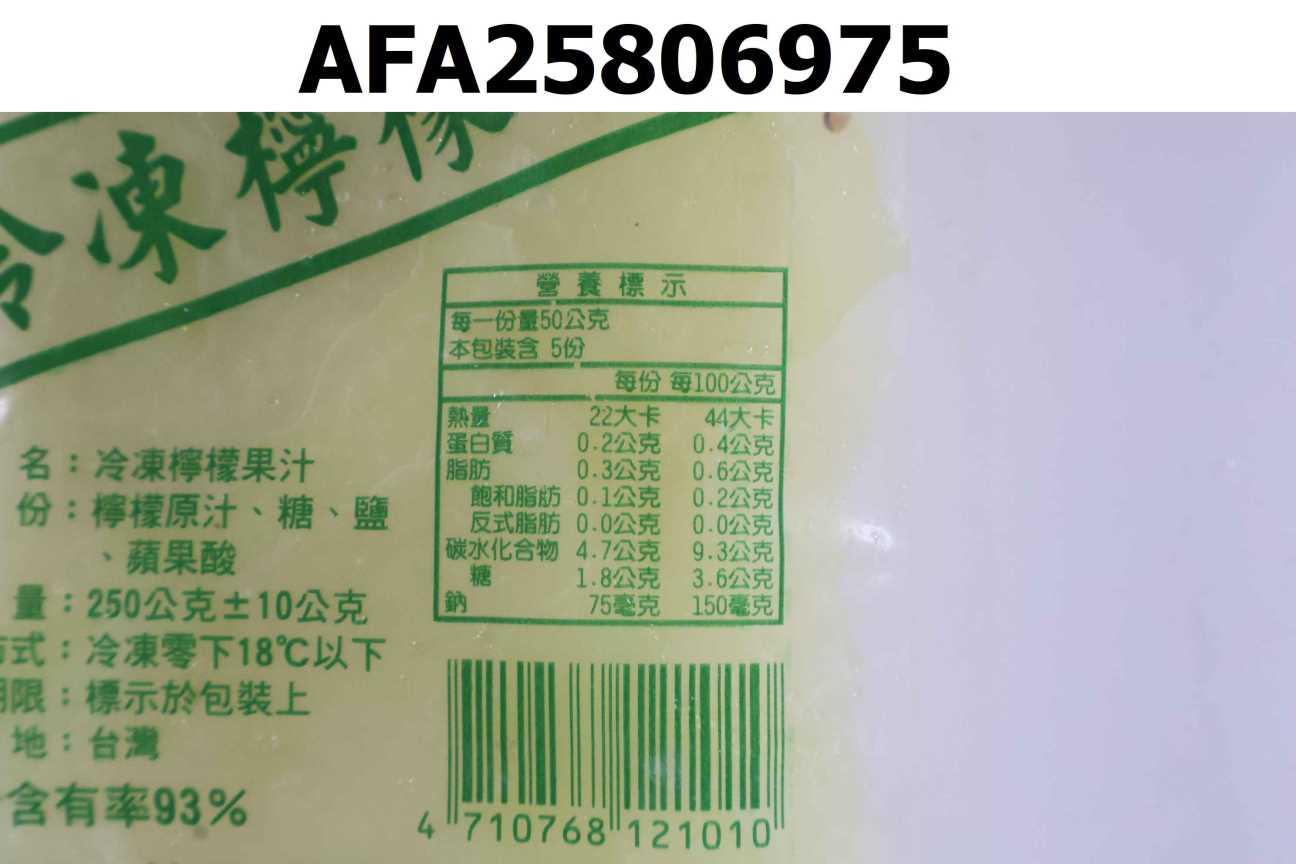 AFA25806975
冷凍檸檬
營養標示
每一份量50公克
本包裝含 5份
每份 每100公克
熱量 22大卡 44大卡
蛋白質 0.2公克 0.4公克
脂肪 0.3公克 0.6公克
飽和脂肪 0.1公克 0.2公克
反式脂肪 0.0公克 0.0公克
碳水化合物 4.7公克 9.3公克
糖 1.8公克 3.6公克
鈉 75毫克 150毫克
名：冷凍檸檬果汁
份：檸檬原汁、糖、鹽
、蘋果酸
量：250公克±10公克
式：冷凍零下18℃以下
限：標示於包裝上
地：台灣
含有率93%
4 710768 121010